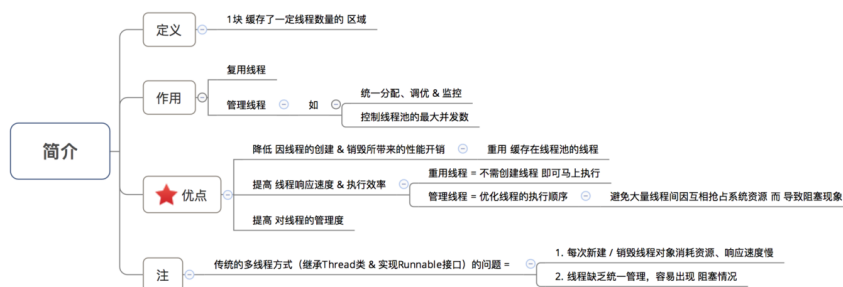 简介
定义
1块 缓存了一定线程数量的 区域
作用
复用线程
管理线程
如
统一分配、调优 & 监控
控制线程池的最大并发数
优点
降低 因线程的创建 & 销毁所带来的性能开销
重用 缓存在线程池的线程
提高 线程响应速度 & 执行效率
重用线程 = 不需创建线程 即可马上执行
管理线程 = 优化线程的执行顺序
避免大量线程间因互相抢占系统资源 而 导致阻塞现象
提高 对线程的管理度
注
传统的多线程方式（继承Thread类 & 实现Runnable接口）的问题 =
1. 每次新建 / 销毁线程对象消耗资源、响应速度慢
2. 线程缺乏统一管理，容易出现 阻塞情况